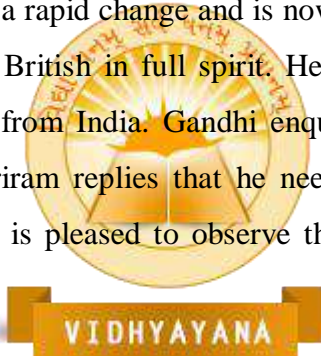 a rapid change and is now
British in full spirit. He
from India. Gandhi enqu
riram replies that he nee
is pleased to observe th
VIDHYAYANA